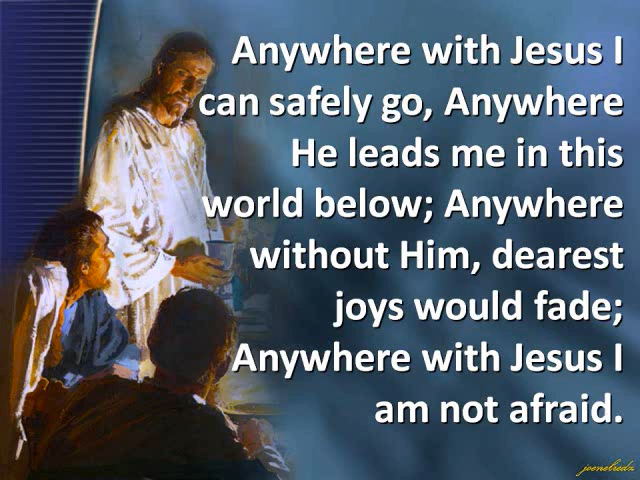 Anywhere with Jesus I
can safely go, Anywhere
He leads me in this
world below; Anywhere
without Him, dearest
joys would fade;
Anywhere with Jesus I
am not afraid.